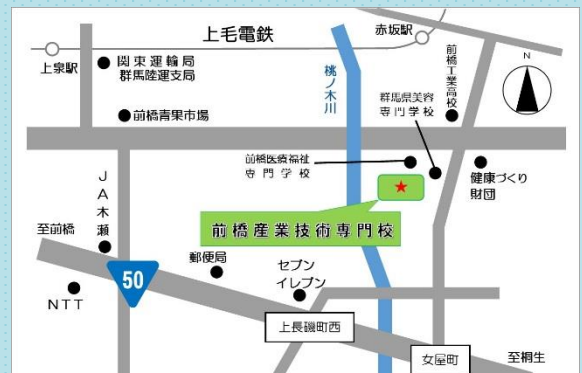 上毛電鉄
赤坂駅
上泉駅
関東運輸局
群馬陸運支局
前橋青果市場
桃ノ木川
群馬県美容
専門学校
前橋工業高校
N
前橋医療福祉
専門学校
健康づくり
財団
JA木瀬
至前橋
前橋産業技術専門校
郵便局
セブン
イレブン
50
NTT
上長磯町西
女屋町
至桐生